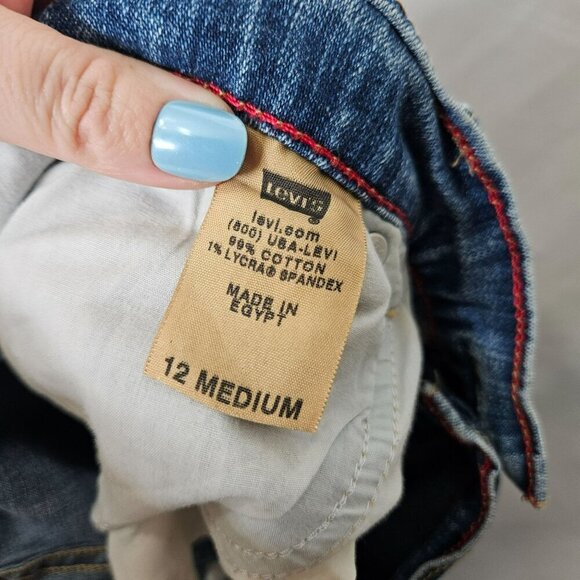 Levi's
levi.com
(800) USA-LEVI
99% COTTON
1% LYCRA® SPANDEX
MADE IN
EGYPT
12 MEDIUM